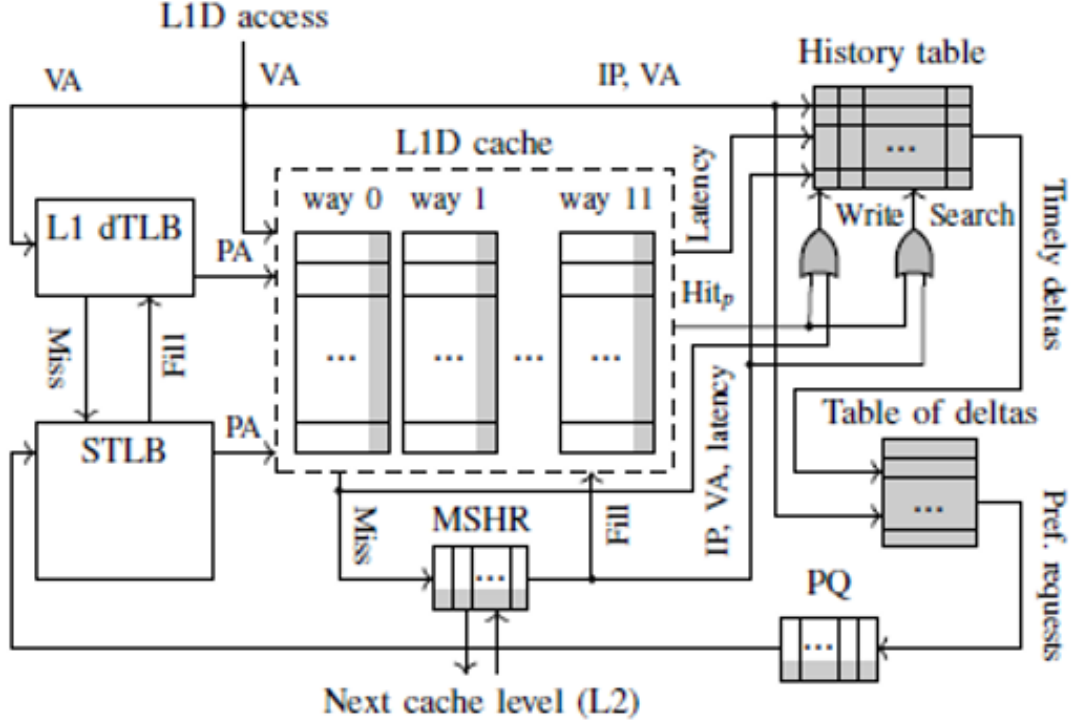 L1D access
History table
VA
VA
IP, VA
L1D cache
way 0
way 1
way 11
Latency
Write
Search
L1 dTLB
PA
Hitp
Timely deltas
Miss
Fill
...
...
...
...
...
STLB
PA
IP, VA, latency
Table of deltas
...
Miss
MSHR
Fill
...
Pref. requests
PQ
...
Next cache level (L2)